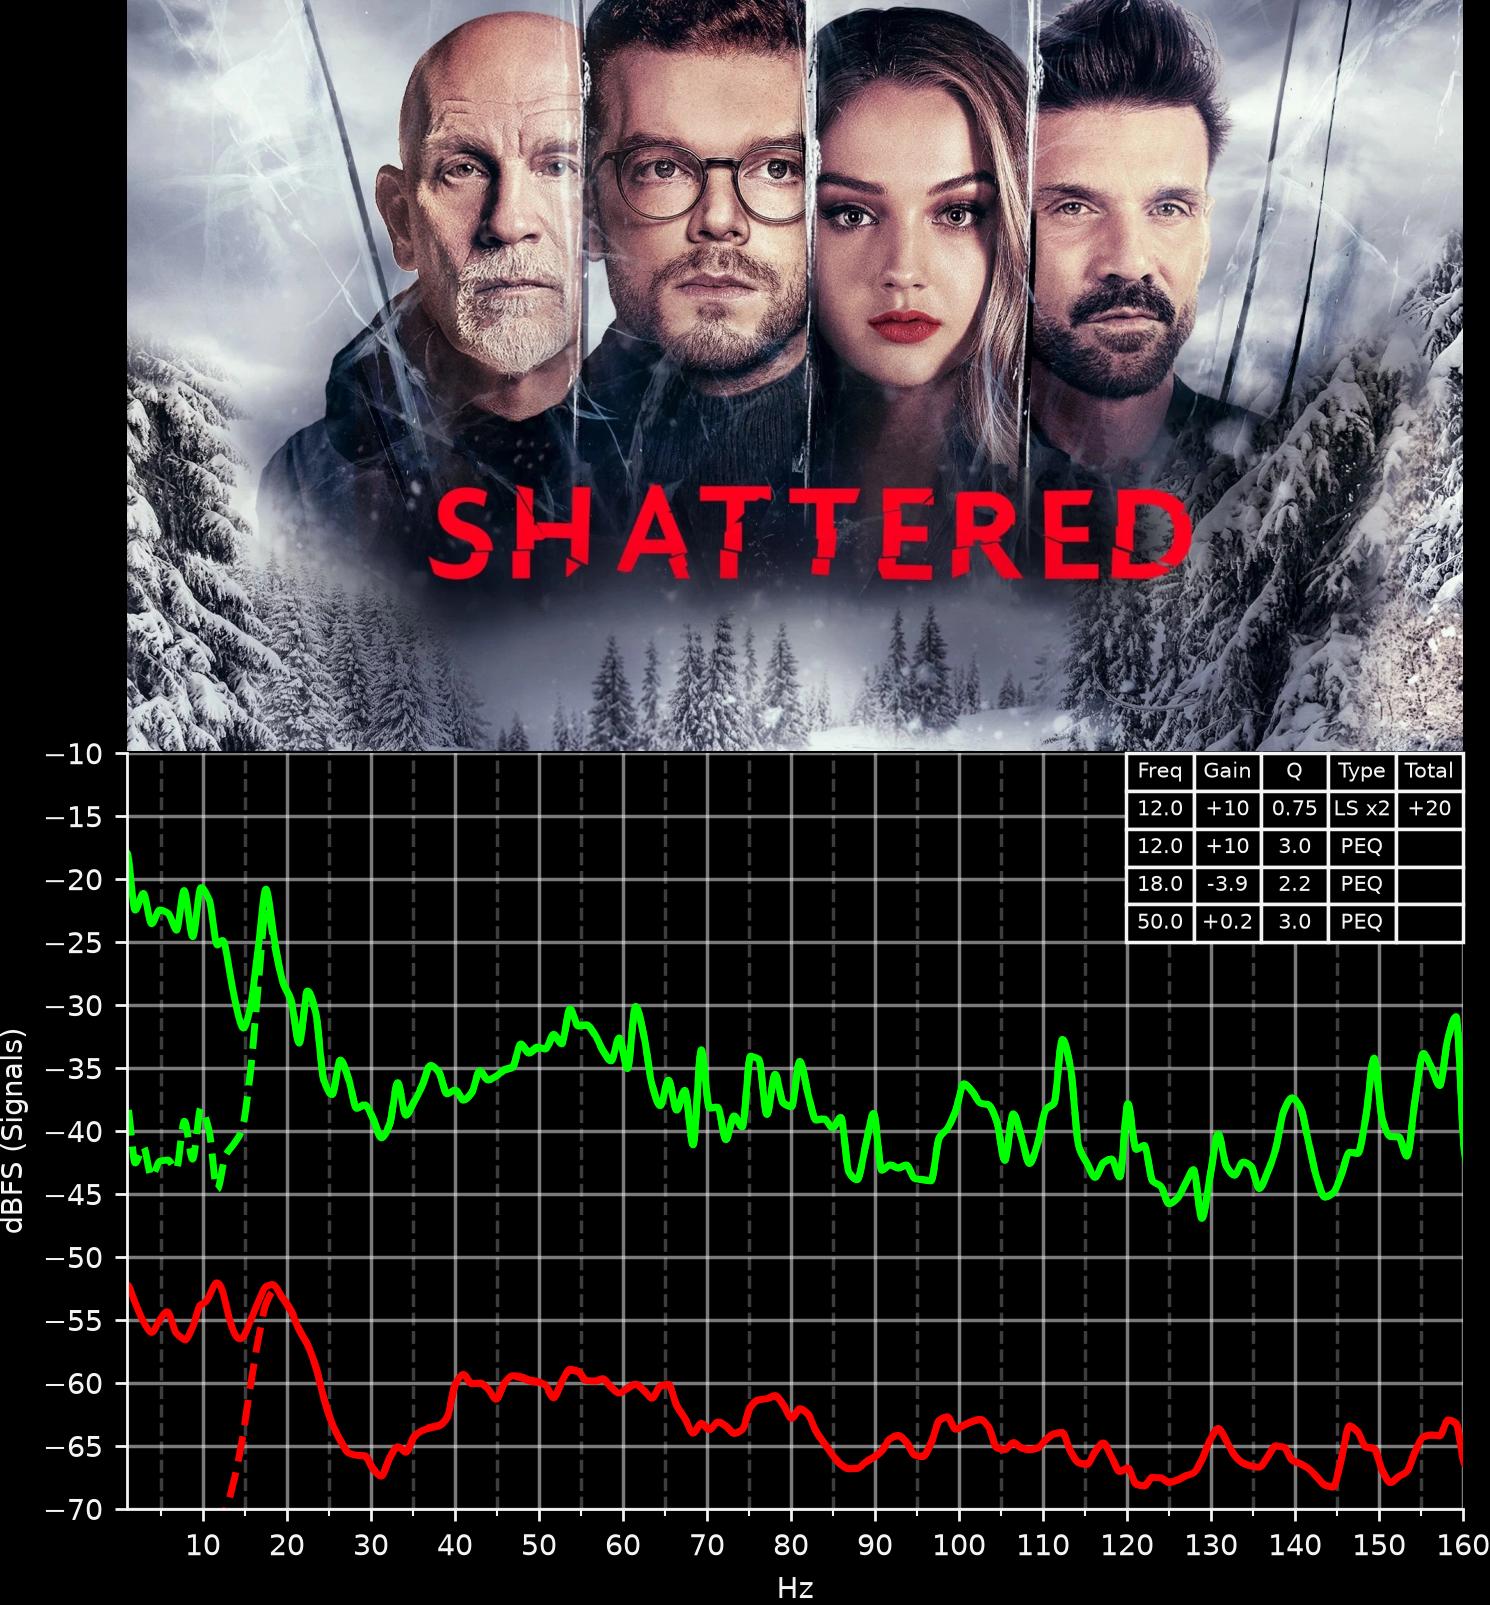 SHATTERED
Freq Gain Q Type Total
12.0 +10 0.75 LS x2 +20
12.0 +10 3.0 PEQ
18.0 -3.9 2.2 PEQ
50.0 +0.2 3.0 PEQ
−10
−15
−20
−25
−30
−35
−40
−45
−50
−55
−60
−65
−70
dBFS (Signals)
10 20 30 40 50 60 70 80 90 100 110 120 130 140 150 160
Hz